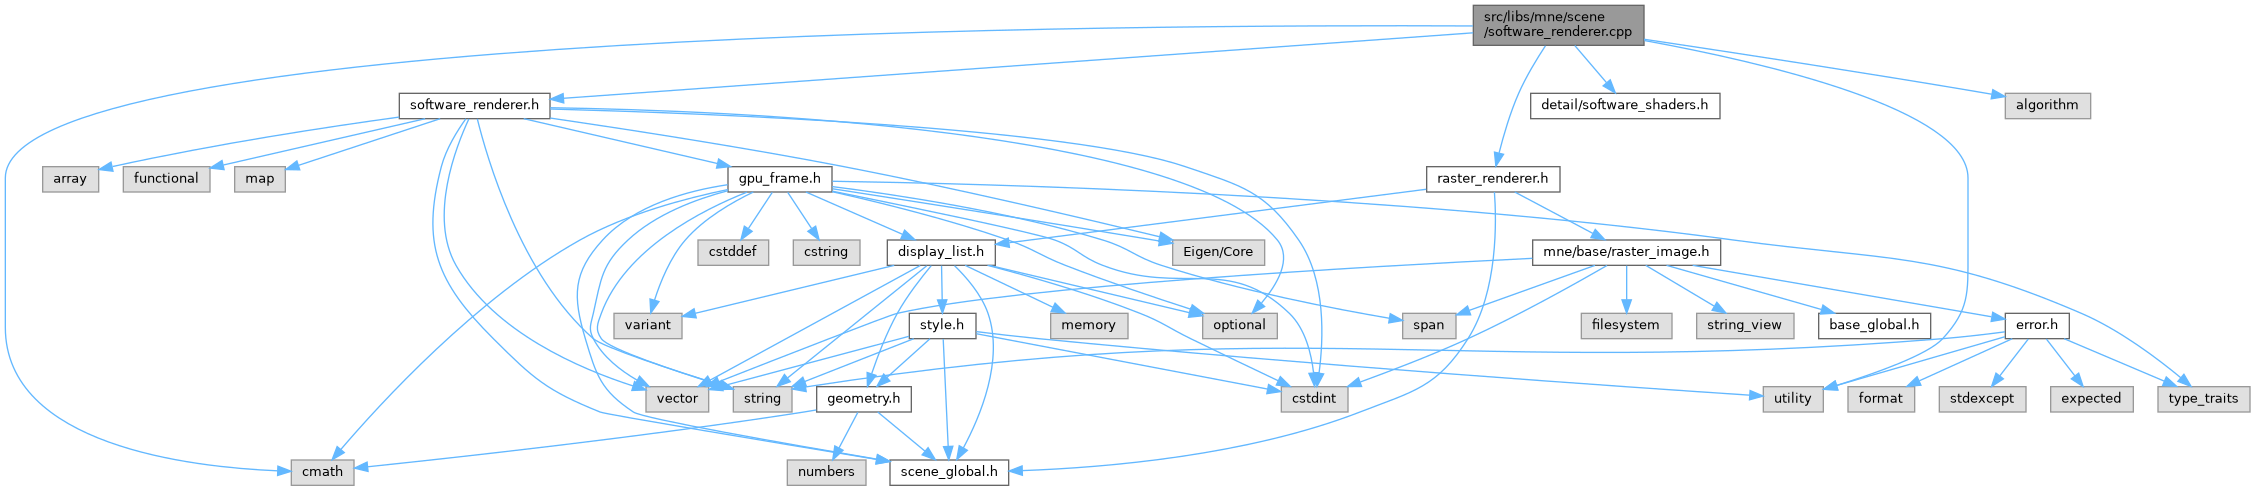 src/libs/mne/scene
/software_renderer.cpp
software_renderer.h
detail/software_shaders.h
algorithm
array
functional
map
gpu_frame.h
raster_renderer.h
cstddef
cstring
display_list.h
Eigen/Core
mne/base/raster_image.h
variant
style.h
memory
optional
span
filesystem
string_view
base_global.h
error.h
vector
string
geometry.h
cstdint
utility
format
stdexcept
expected
type_traits
cmath
numbers
scene_global.h